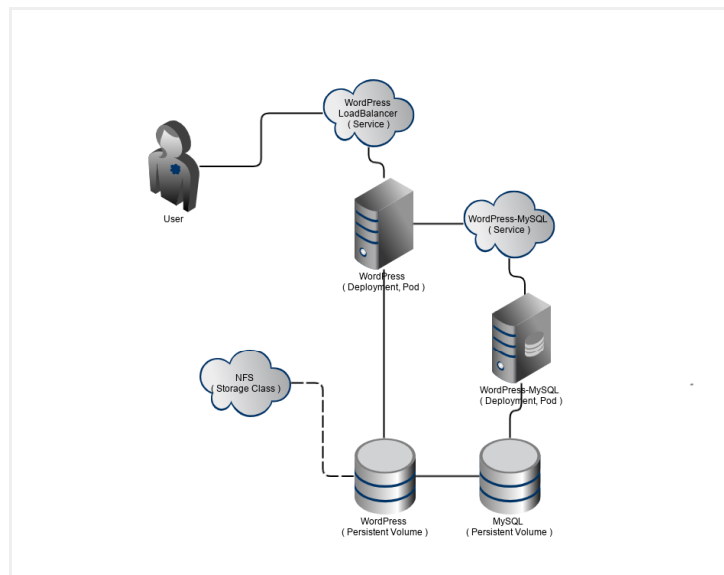 WordPress
LoadBalancer
( Service )
User
WordPress-MySQL
( Service )
WordPress
( Deployment, Pod )
NFS
( Storage Class )
WordPress-MySQL
( Deployment, Pod )
WordPress
( Persistent Volume )
MySQL
( Persistent Volume )